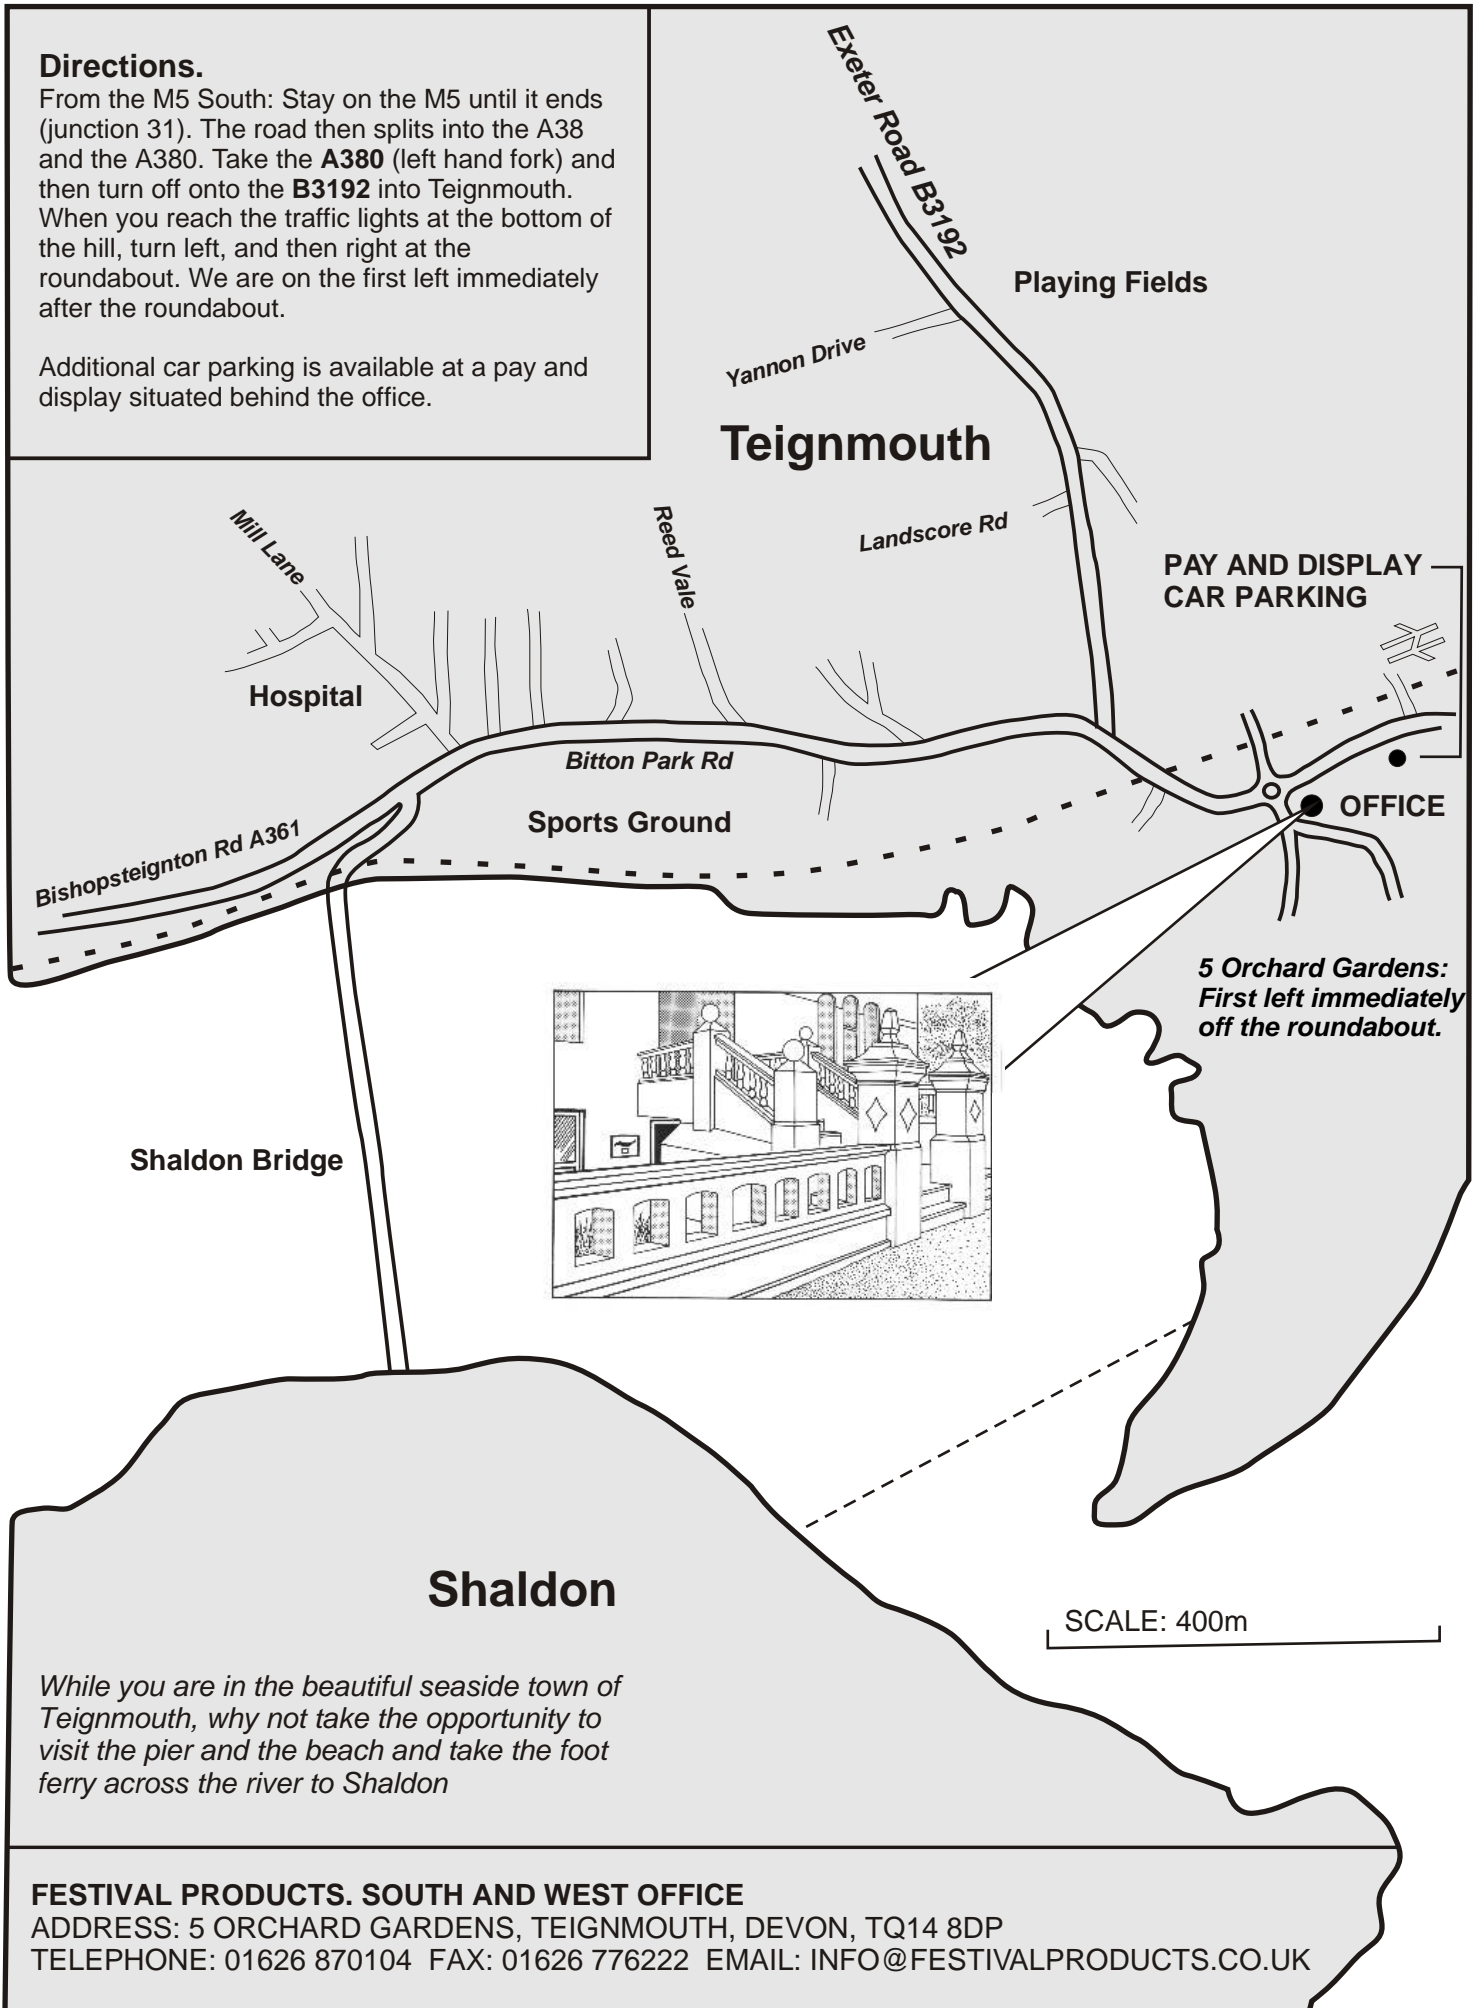 Directions.
From the M5 South: Stay on the M5 until it ends
(junction 31). The road then splits into the A38
and the A380. Take the A380 (left hand fork) and
then turn off onto the B3192 into Teignmouth.
When you reach the traffic lights at the bottom of
the hill, turn left, and then right at the
roundabout. We are on the first left immediately
after the roundabout.
Additional car parking is available at a pay and
display situated behind the office.
Exeter Road B3192
Playing Fields
Yannon Drive
Teignmouth
Mill Lane
Reed Vale
Landscore Rd
PAY AND DISPLAY
CAR PARKING
Hospital
Bitton Park Rd
Sports Ground
OFFICE
Bishopsteignton Rd A361
5 Orchard Gardens:
First left immediately
off the roundabout.
Shaldon Bridge
Shaldon
SCALE: 400m
While you are in the beautiful seaside town of
Teignmouth, why not take the opportunity to
visit the pier and the beach and take the foot
ferry across the river to Shaldon
FESTIVAL PRODUCTS. SOUTH AND WEST OFFICE
ADDRESS: 5 ORCHARD GARDENS, TEIGNMOUTH, DEVON, TQ14 8DP
TELEPHONE: 01626 870104 FAX: 01626 776222 EMAIL: INFO@FESTIVALPRODUCTS.CO.UK